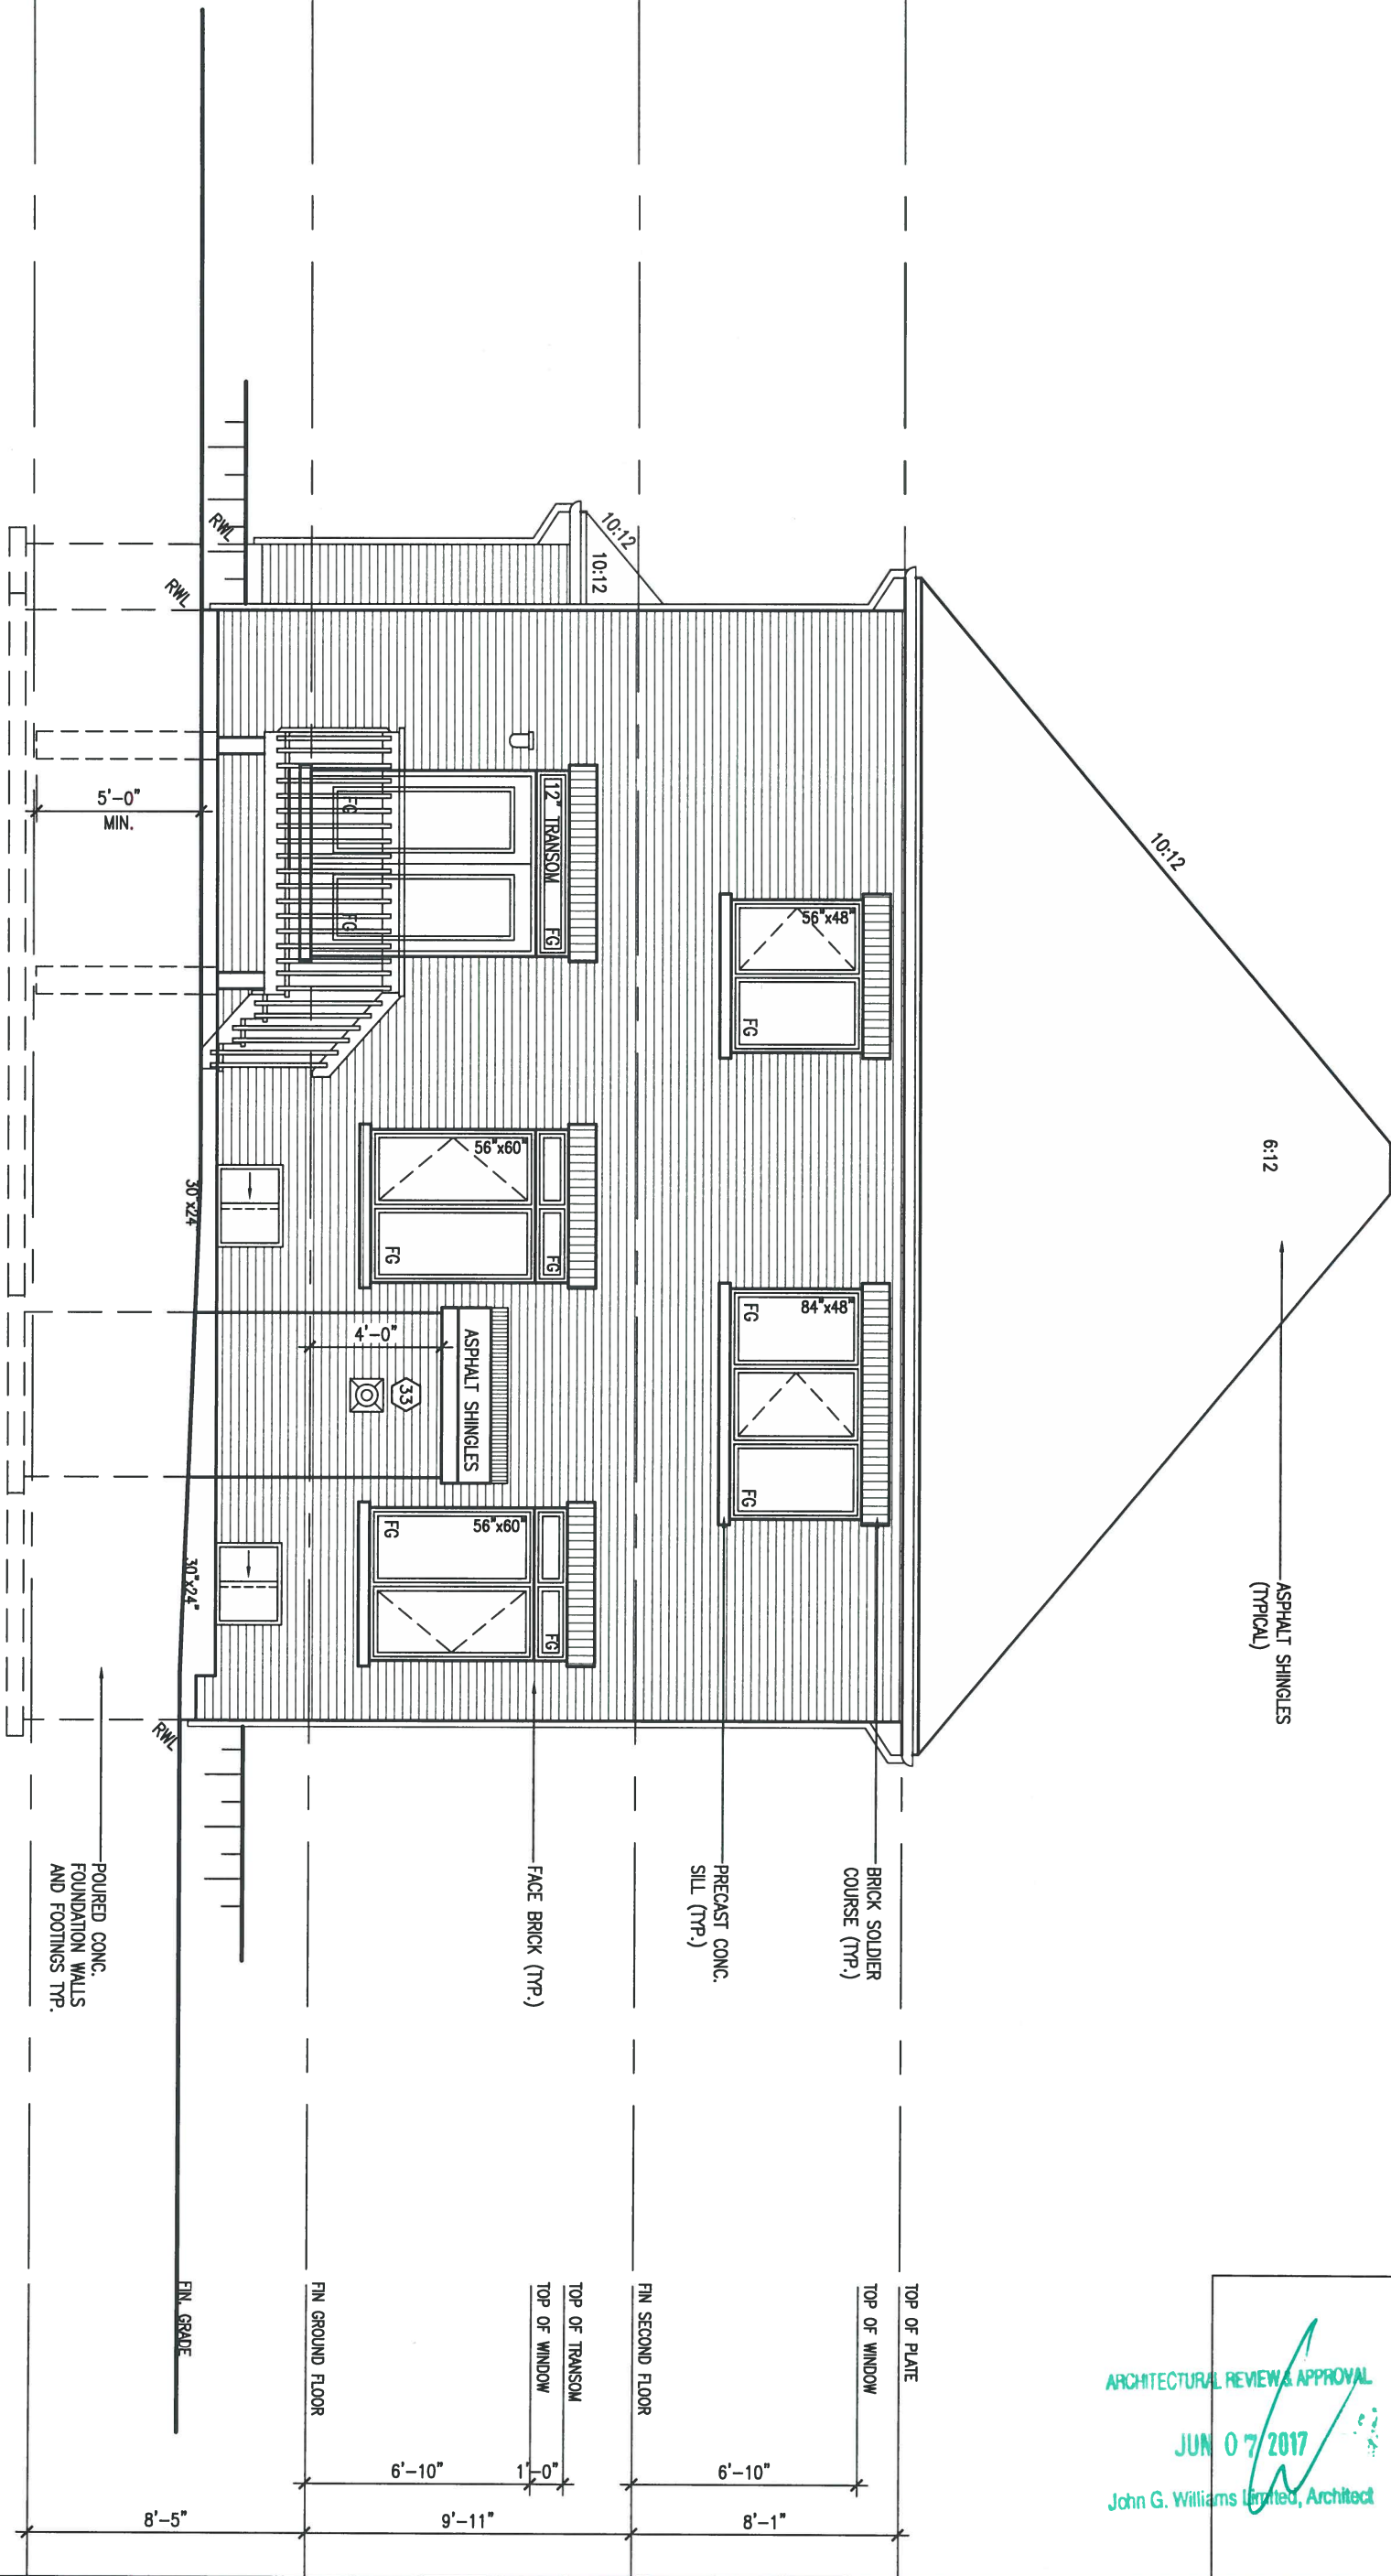 ASPHALT SHINGLES
(TYPICAL)
6:12
10:12
10:12
10:12
BRICK SOLDIER
COURSE (TYP.)
PRECAST CONC.
SILL (TYP.)
FACE BRICK (TYP.)
POURED CONC.
FOUNDATION WALLS
AND FOOTINGS TYP.
56"x48"
FG
84"x48"
FG
FG
12" TRANSOM
FG
FG
FG
56"x60"
FG
FG
56"x60"
FG
FG
ASPHALT SHINGLES
4'-0"
33
30"x24
30"x24"
RWL
RWL
RWL
5'-0"
MIN.
TOP OF PLATE
TOP OF WINDOW
FIN SECOND FLOOR
TOP OF TRANSOM
TOP OF WINDOW
FIN GROUND FLOOR
FIN. GRADE
6'-10"
1'-0"
6'-10"
8'-5"
9'-11"
8'-1"
ARCHITECTURAL REVIEW & APPROVAL
JUN 07 2017
John G. Williams Limited, Architect